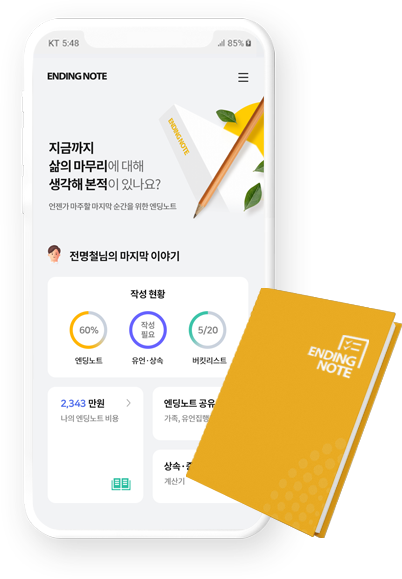 KT 5:48
85%
ENDING NOTE
ENDING NOTE
지금까지
삶의 마무리에 대해
생각해 본적이 있나요?
언젠가 마주할 마지막 순간을 위한 엔딩노트
전명철님의 마지막 이야기
작성 현황
60%
작성
필요
5/20
엔딩노트
유언·상속
버킷리스트
2,343 만원
나의 엔딩노트 비용
엔딩노트 공유
가족, 유언집행
상속·증
계산기
ENDING
NOTE